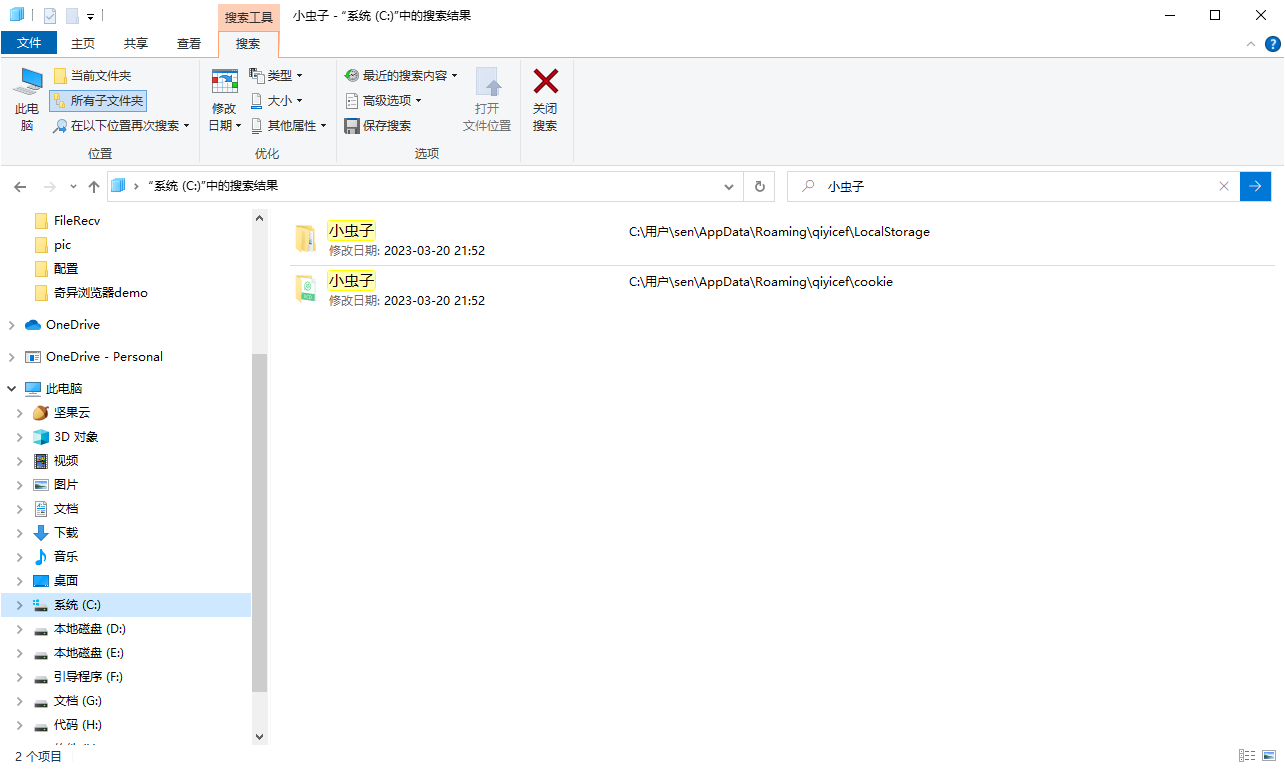 搜索工具
小虫子 - “系统 (C:)”中的搜索结果
文件 主页 共享 查看 搜索
此电脑
当前文件夹
所有子文件夹
在以下位置再次搜索
位置
修改日期
类型
大小
其他属性
优化
最近的搜索内容
高级选项
保存搜索
打开文件位置
选项
关闭搜索
“系统 (C:)”中的搜索结果
小虫子
FileRecv
pic
配置
奇异浏览器demo
OneDrive
OneDrive - Personal
此电脑
坚果云
3D 对象
视频
图片
文档
下载
音乐
桌面
系统 (C:)
本地磁盘 (D:)
本地磁盘 (E:)
引导程序 (F:)
文档 (G:)
代码 (H:)
小虫子 C:\用户\sen\AppData\Roaming\qiyicef\LocalStorage
修改日期: 2023-03-20 21:52
小虫子 C:\用户\sen\AppData\Roaming\qiyicef\cookie
修改日期: 2023-03-20 21:52
2 个项目